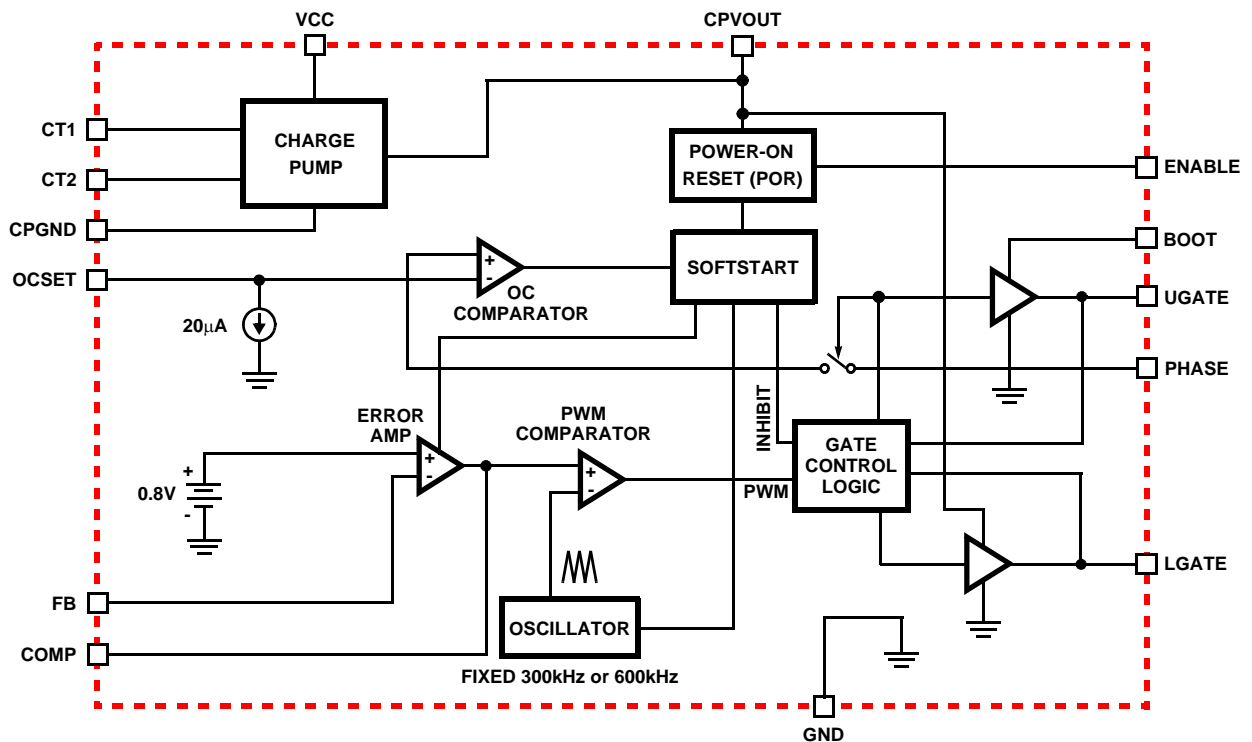 VCC
CPVOUT
CT1
CHARGE
PUMP
POWER-ON
RESET (POR)
ENABLE
CT2
CPGND
BOOT
OCSET
+
-
OC
COMPARATOR
SOFTSTART
UGATE
20μA
PHASE
ERROR
AMP
PWM
COMPARATOR
INHIBIT
GATE
CONTROL
LOGIC
+
0.8V
-
+
-
+
-
PWM
LGATE
FB
OSCILLATOR
COMP
FIXED 300kHz or 600kHz
GND